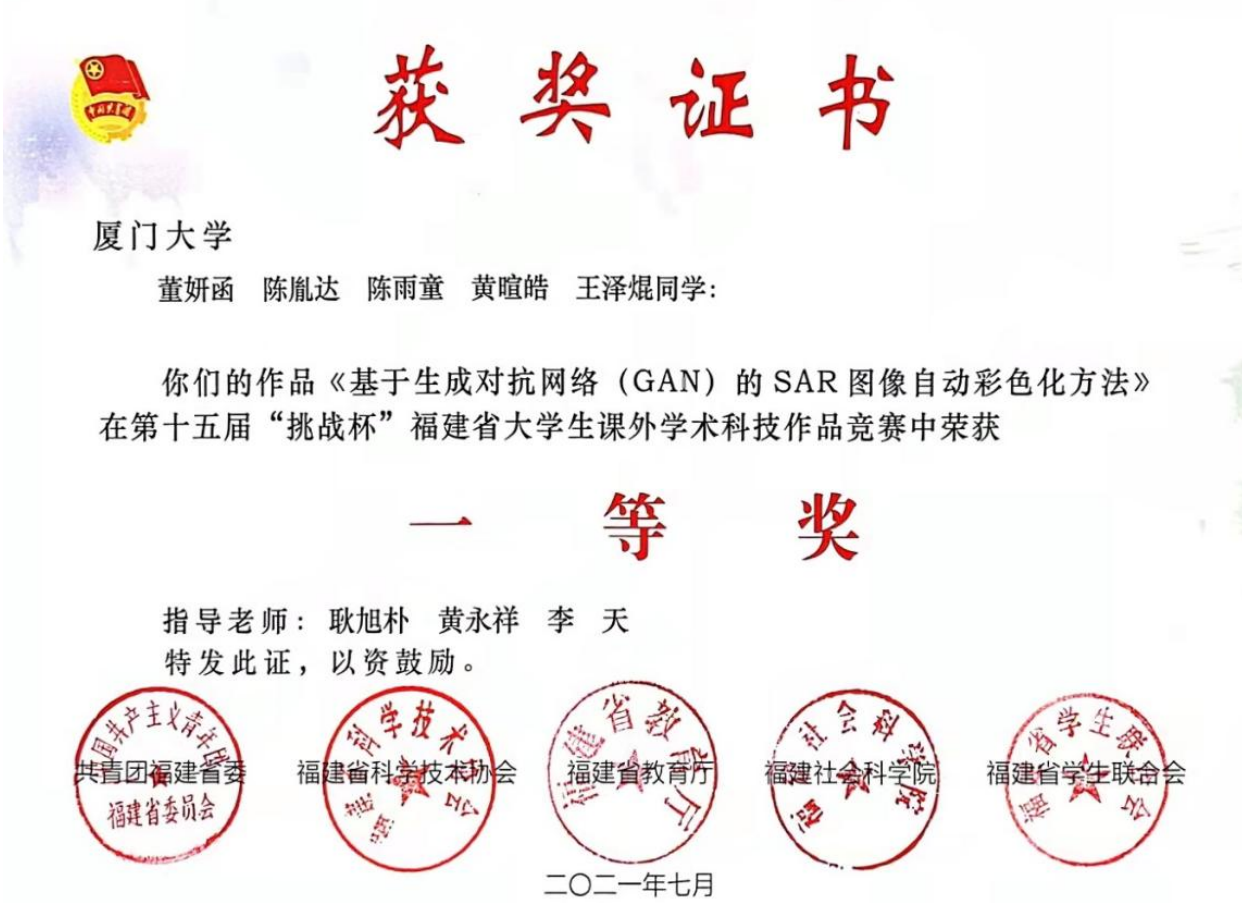 获奖证书
厦门大学
董妍函 陈胤达 陈雨童 黄暄皓 王泽焜同学：
你们的作品《基于生成对抗网络（GAN）的 SAR 图像自动彩色化方法》
在第十五届“挑战杯”福建省大学生课外学术科技作品竞赛中荣获
一等奖
指导老师：耿旭朴 黄永祥 李 天
特发此证，以资鼓励。
共青团福建省委 福建省科学技术协会 福建省教育厅 福建社会科学院 福建省学生联合会
中国共产主义青年团
福建省委员会
福建省科学技术协会
福建省教育厅
福建社会科学院
福建省学生联合会
二〇二一年七月